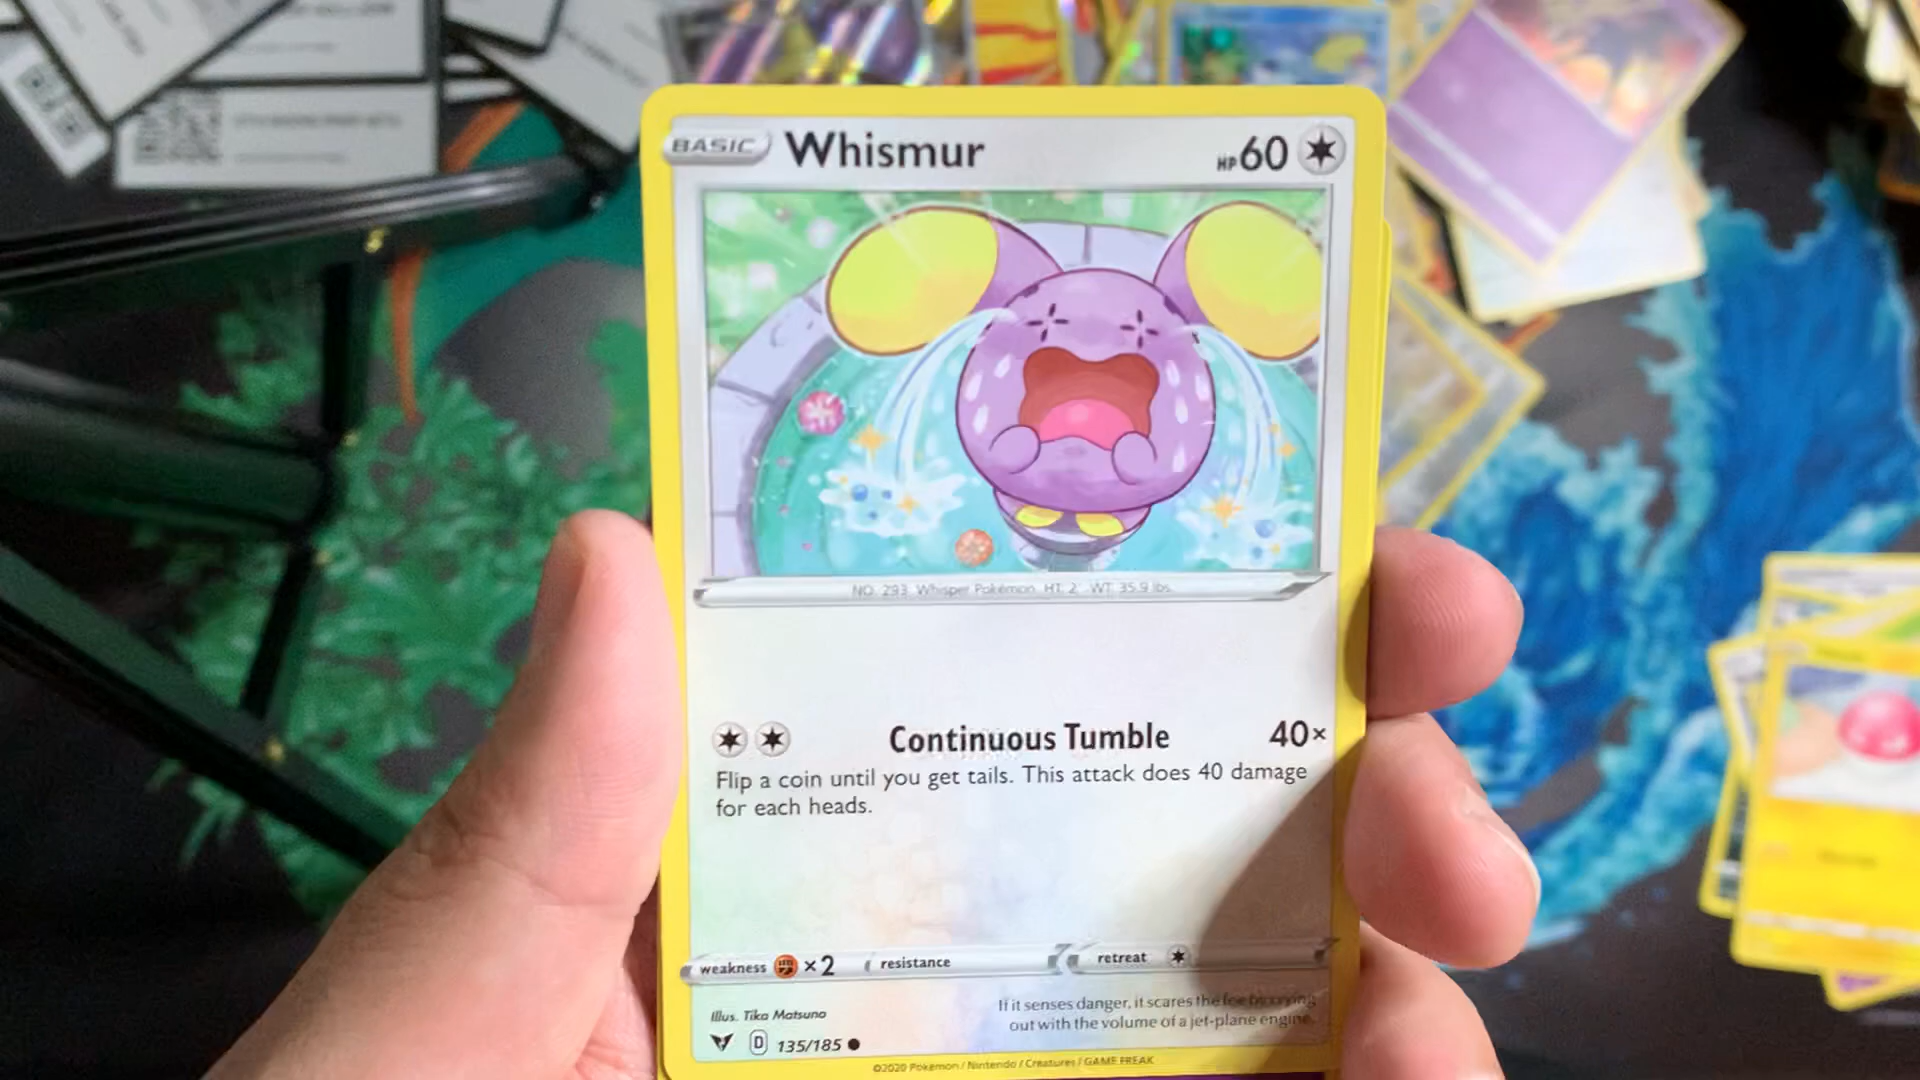 BASIC Whismur HP60
NO. 293 Whisper Pokémon HT: 2' WT: 35.9 lbs.
Continuous Tumble 40×
Flip a coin until you get tails. This attack does 40 damage
for each heads.
weakness ×2 resistance retreat
Illus. Tika Matsuno
If it senses danger, it scares the foe by crying
out with the volume of a jet-plane engine.
D 135/185
©2020 Pokémon / Nintendo / Creatures / GAME FREAK